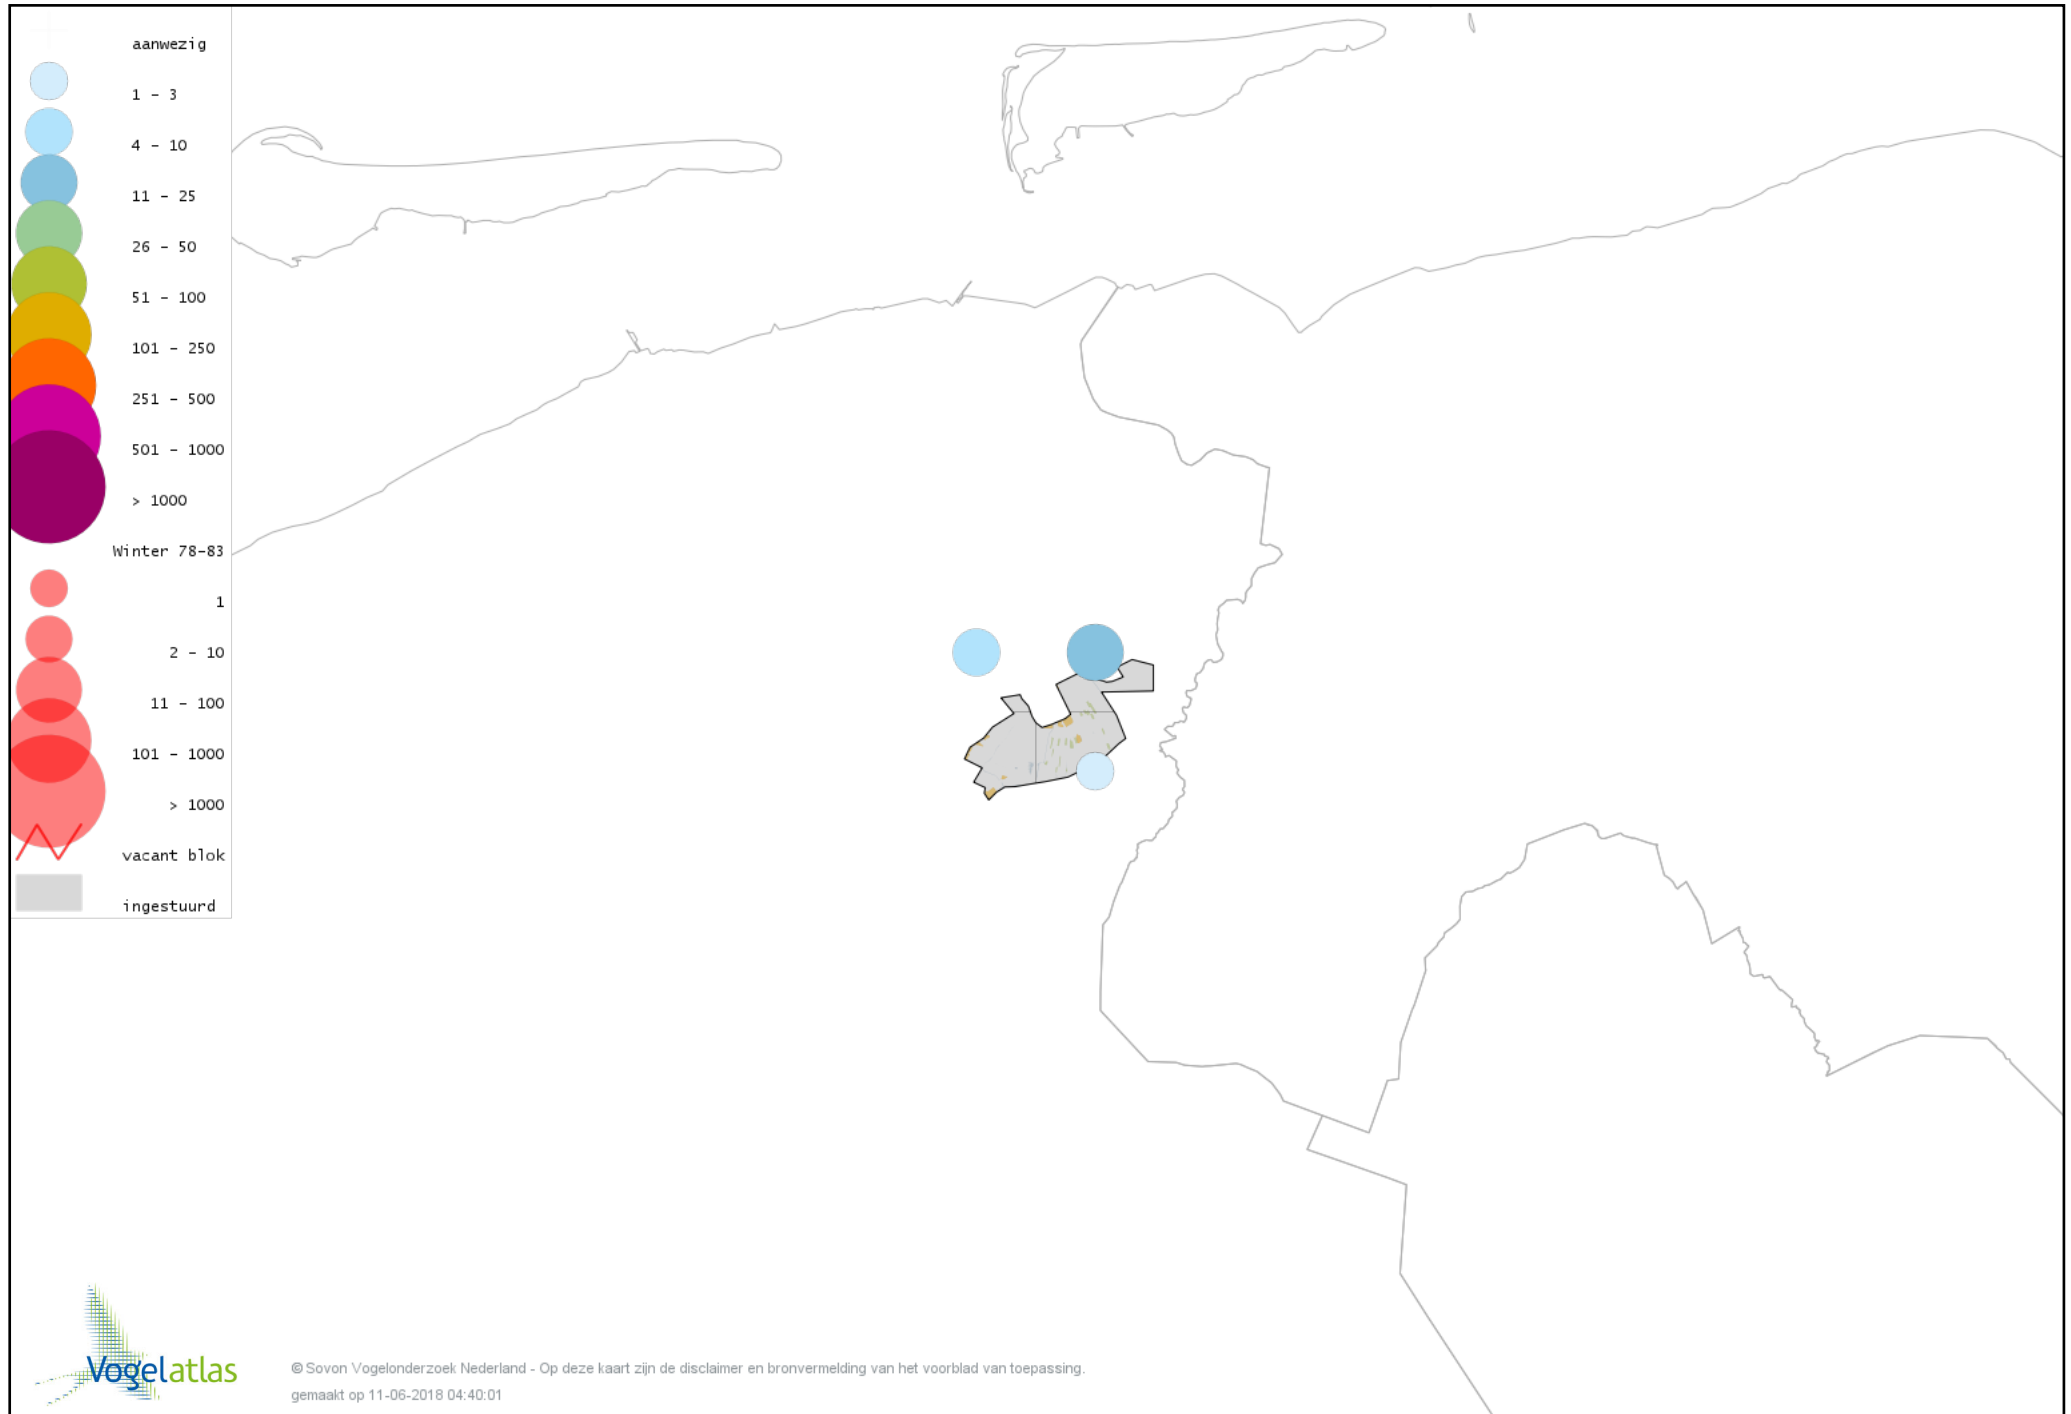 aanwezig
1 - 3
4 - 10
11 - 25
26 - 50
51 - 100
101 - 250
251 - 500
501 - 1000
> 1000
Winter 78-83
1
2 - 10
11 - 100
101 - 1000
> 1000
vacant blok
ingestuurd
Vogelatlas
© Sovon Vogelonderzoek Nederland - Op deze kaart zijn de disclaimer en bronvermelding van het voorblad van toepassing.
gemaakt op 11-06-2018 04:40:01